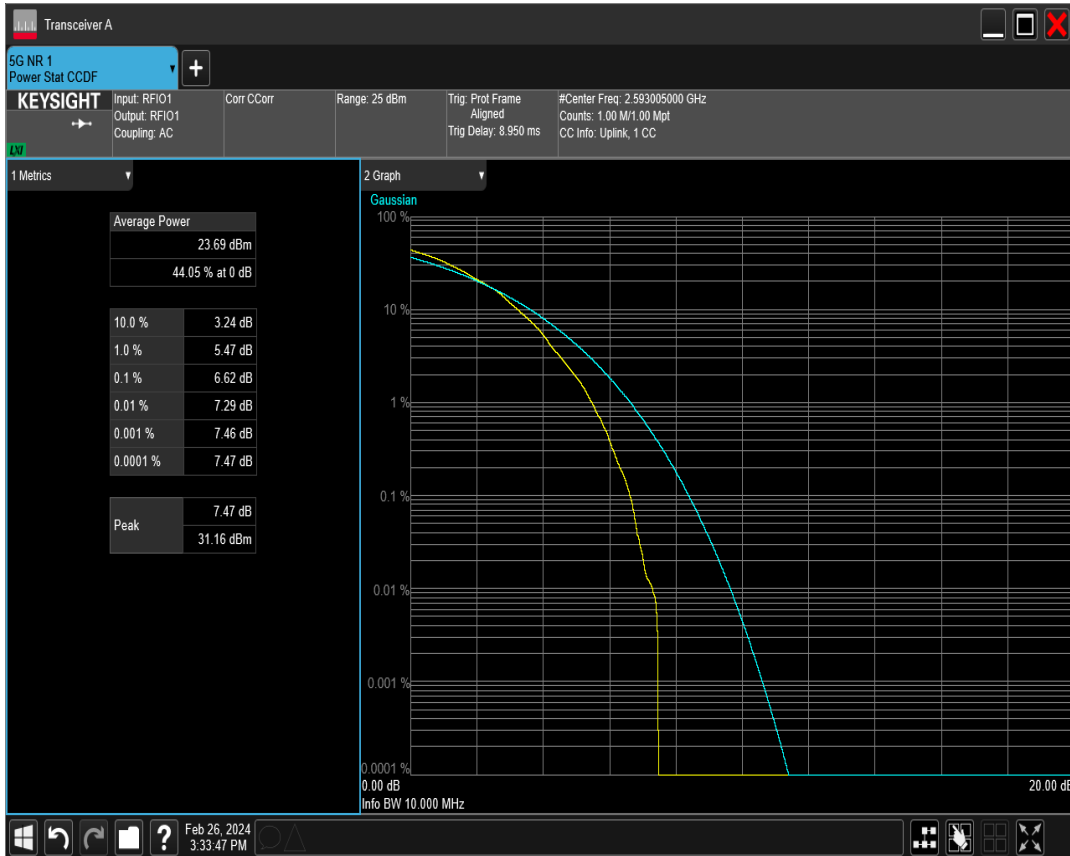 Transceiver A
5G NR 1
Power Stat CCDF
KEYSIGHT
Input: RFIO1
Output: RFIO1
Coupling: AC
Corr CCorr
Range: 25 dBm
Trig: Prot Frame
Aligned
Trig Delay: 8.950 ms
#Center Freq: 2.593005000 GHz
Counts: 1.00 M/1.00 Mpt
CC Info: Uplink, 1 CC
LXI
1 Metrics
Average Power
23.69 dBm
44.05 % at 0 dB
10.0 % 3.24 dB
1.0 % 5.47 dB
0.1 % 6.62 dB
0.01 % 7.29 dB
0.001 % 7.46 dB
0.0001 % 7.47 dB
Peak
7.47 dB
31.16 dBm
2 Graph
Gaussian
100 %
10 %
1 %
0.1 %
0.01 %
0.001 %
0.0001 %
0.00 dB
20.00 dB
Info BW 10.000 MHz
?
Feb 26, 2024
3:33:47 PM